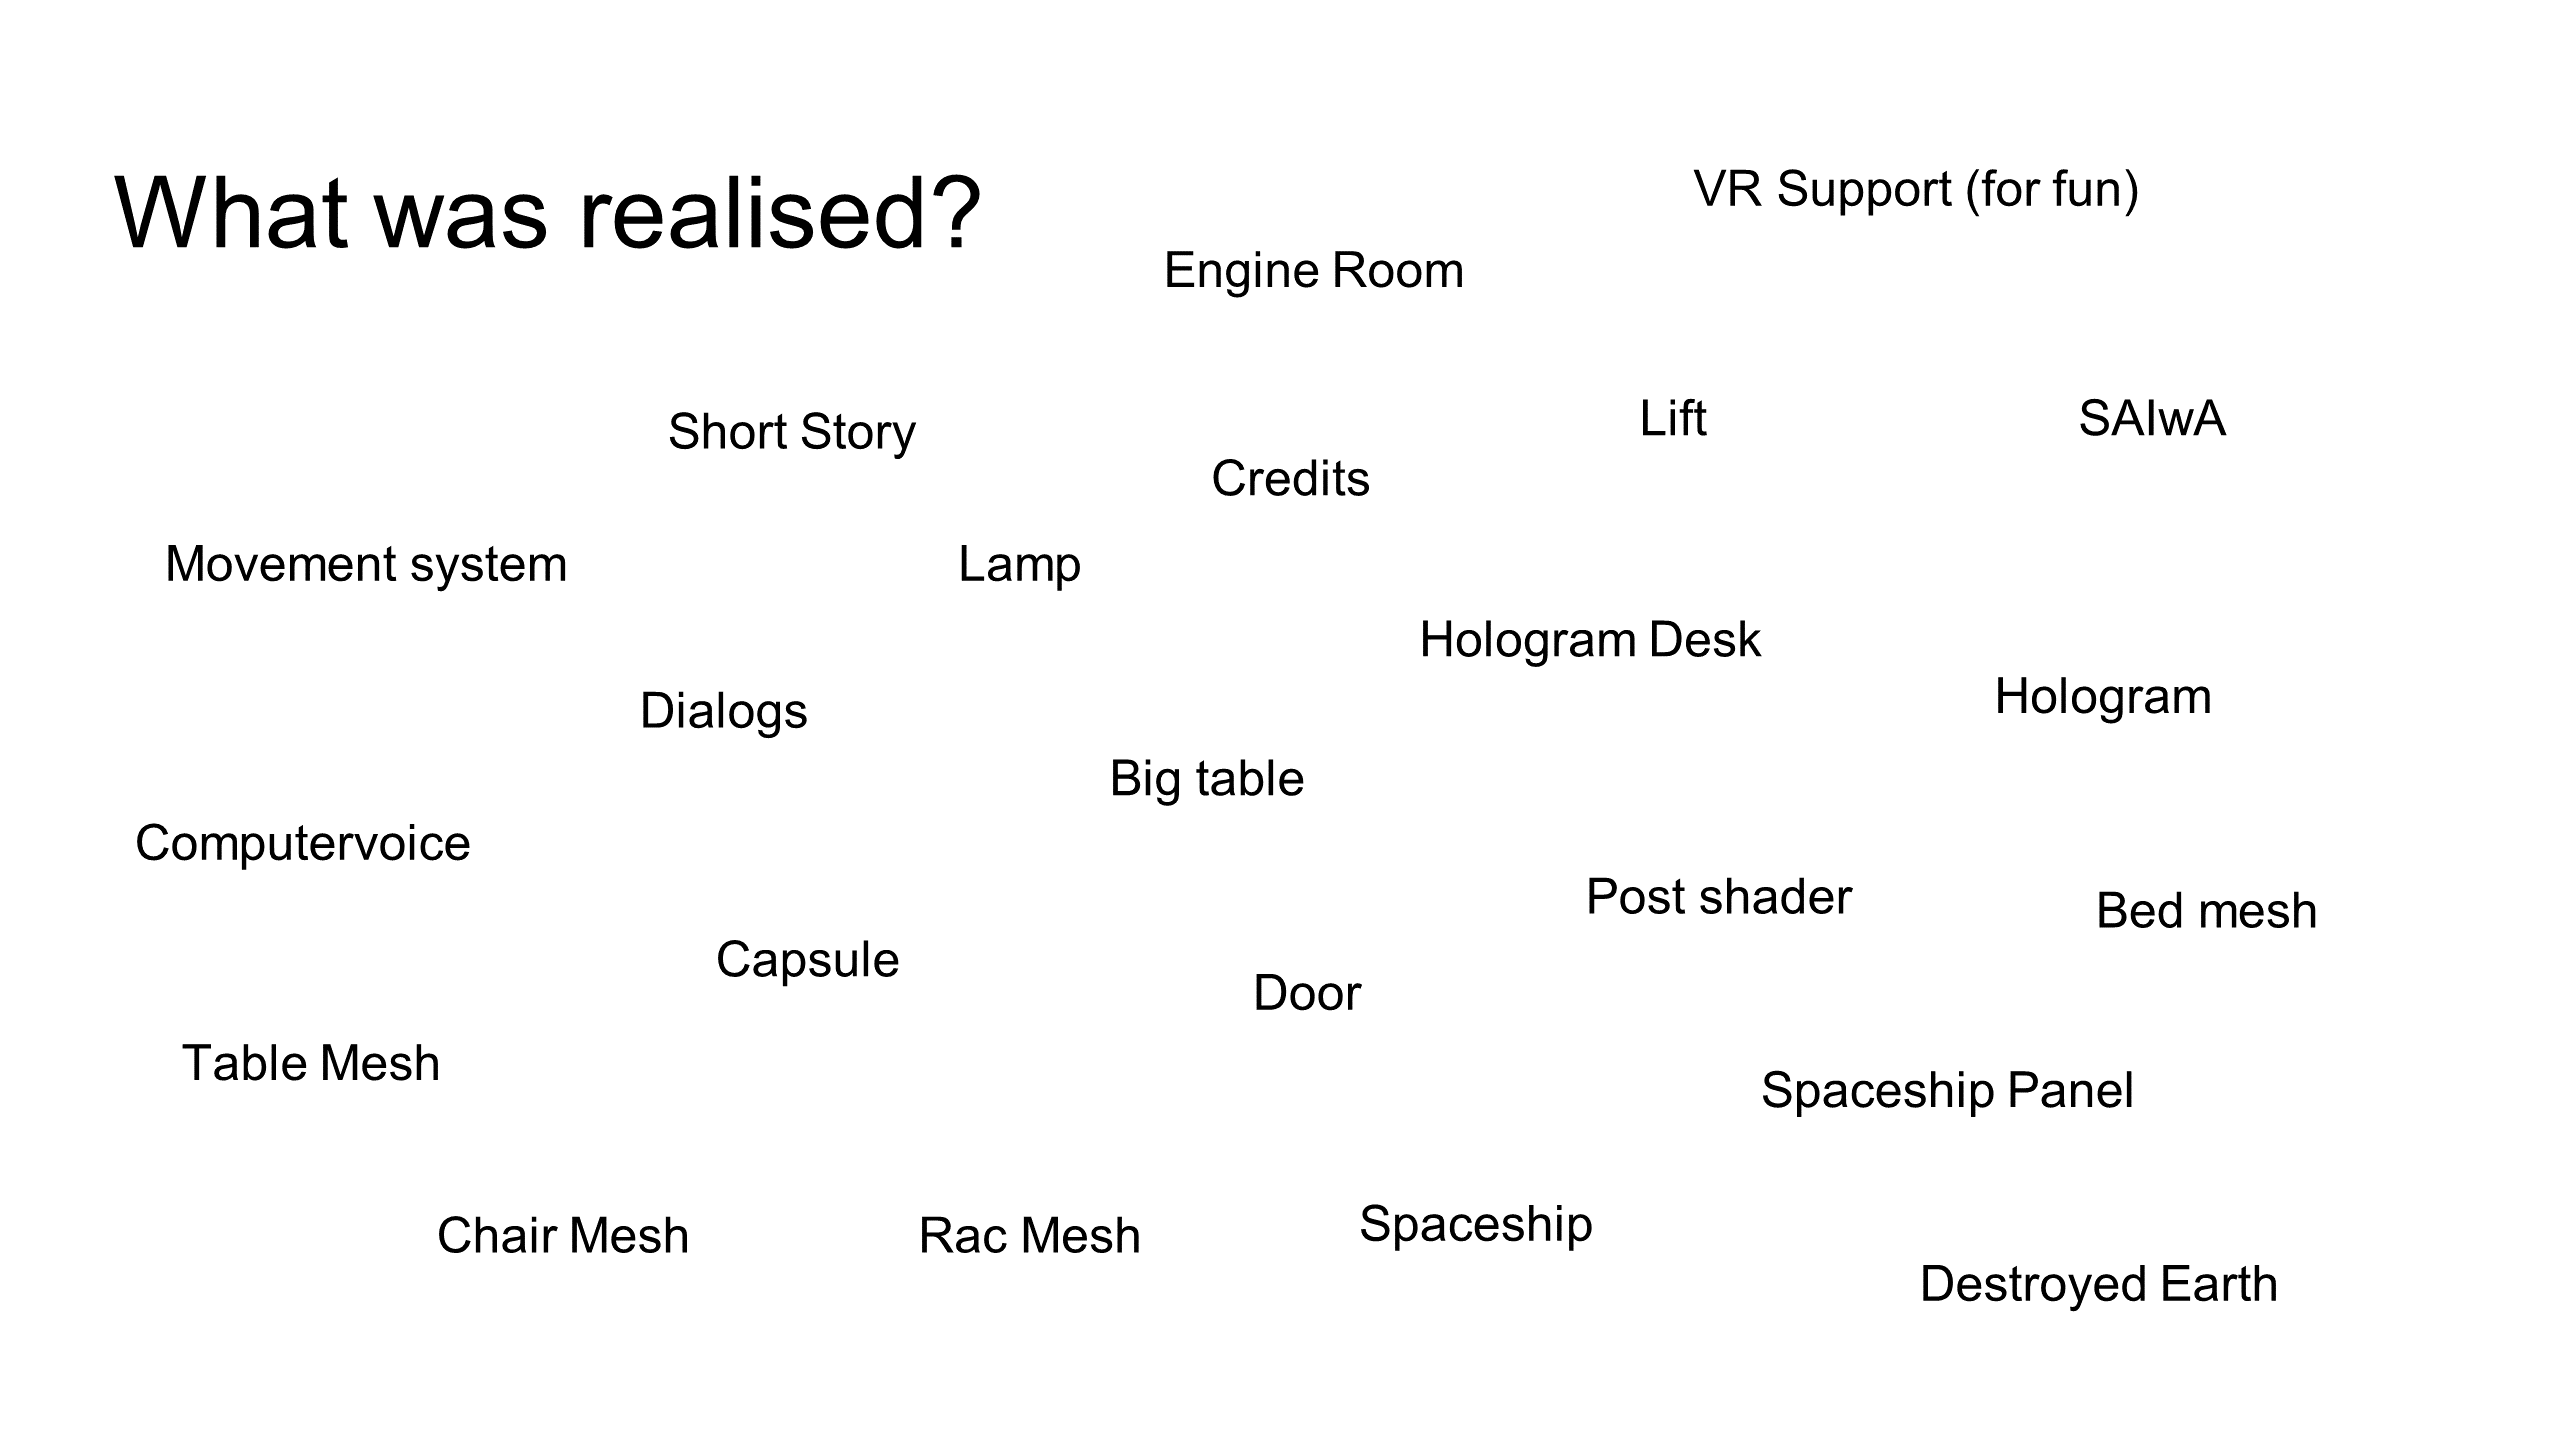 What was realised?
VR Support (for fun)
Engine Room
Short Story
Lift
SAIwA
Credits
Movement system
Lamp
Hologram Desk
Hologram
Dialogs
Big table
Computervoice
Post shader
Bed mesh
Capsule
Door
Table Mesh
Spaceship Panel
Chair Mesh
Rac Mesh
Spaceship
Destroyed Earth